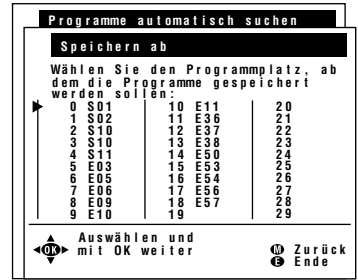 Programme automatisch suchen
Speichern ab
Wählen Sie den Programmplatz, ab
dem die Programme gespeichert
werden sollen:
0 S01 10 E11 20
1 S02 11 E36 21
2 S10 12 E37 22
3 S10 13 E38 23
4 S11 14 E50 24
5 E03 15 E53 25
6 E05 16 E54 26
7 E06 17 E56 27
8 E09 18 E57 28
9 E10 19 29
Auswählen und
OK mit OK weiter
M Zurück
E Ende